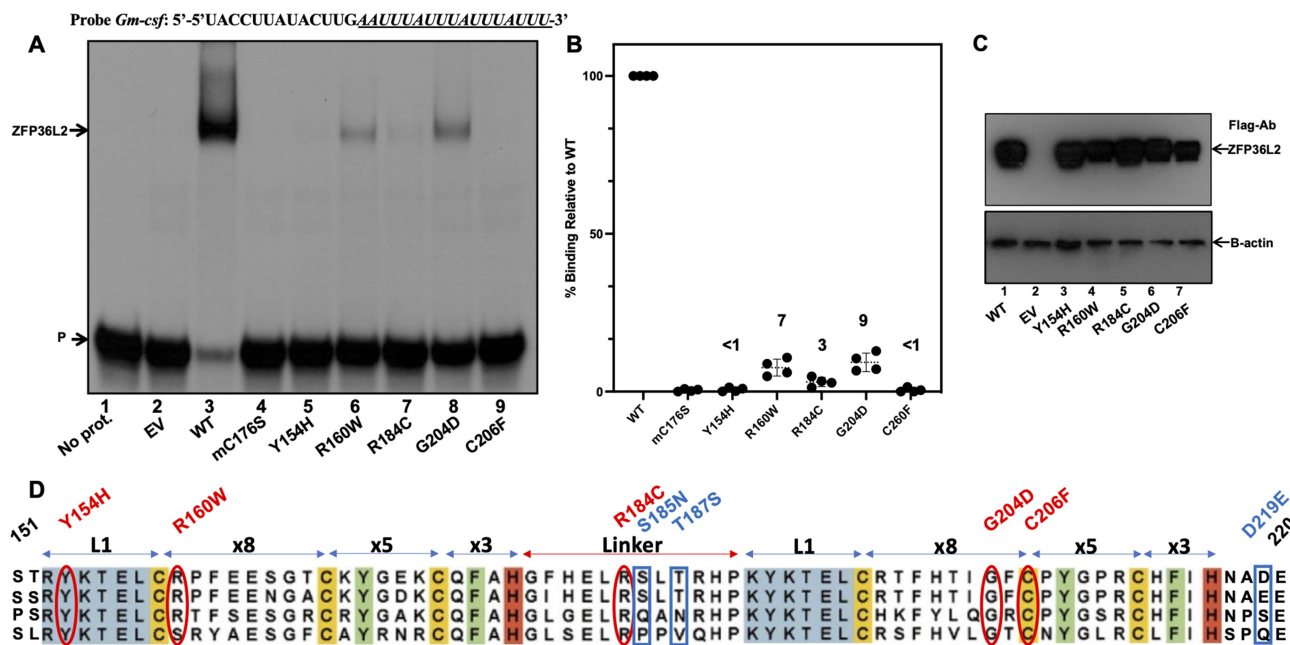 Probe Gm-csf: 5'-5'UACCUUAUACUUGAAUUUAUUUAUUUAUUU-3'
A
ZFP36L2
P
1 2 3 4 5 6 7 8 9
No prot. EV WT mC176S Y154H R160W R184C G204D C206F
B
% Binding Relative to WT
100
50
0
<1 7 3 9 <1
WT mC176S Y154H R160W R184C G204D C260F
C
Flag-Ab
ZFP36L2
B-actin
1 2 3 4 5 6 7
WT EV Y154H R160W R184C G204D C206F
D
151 Y154H R160W R184C S185N T187S G204D C206F D219E 220
L1 x8 x5 x3 Linker L1 x8 x5 x3
STRYKTELCRPFEESGTCKYGEKCQFAHGFHELRSLTRHPKYKTELCRTFHTIGFCPYGPRCHFIHNADE
SSRYKTELCRPFEENGACKYGEKCQFAHGIHELRSLTRHPKYKTELCRTFHTIGFCPYGPRCHFIHNAEE
PSRYKTELCRTFSESGRCRYGAKCQFAHGLGELRQANRHPKYKTELCHKFYLQGRCPYGSRCHFIHNPSE
SLRYKTELCSRYAESGFCAYRNRCQFAHGLSELRPPVQHPKYKTELCRSFHVLGTCNYGLRCLFIHSPQE